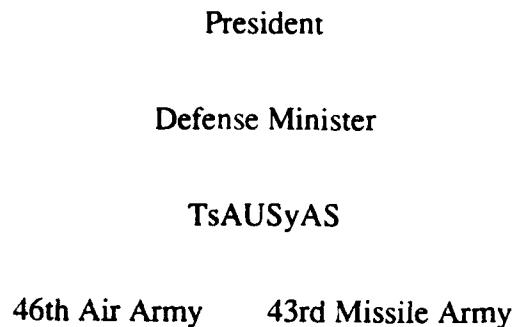 President
Defense Minister
TsAUSyAS
46th Air Army 43rd Missile Army